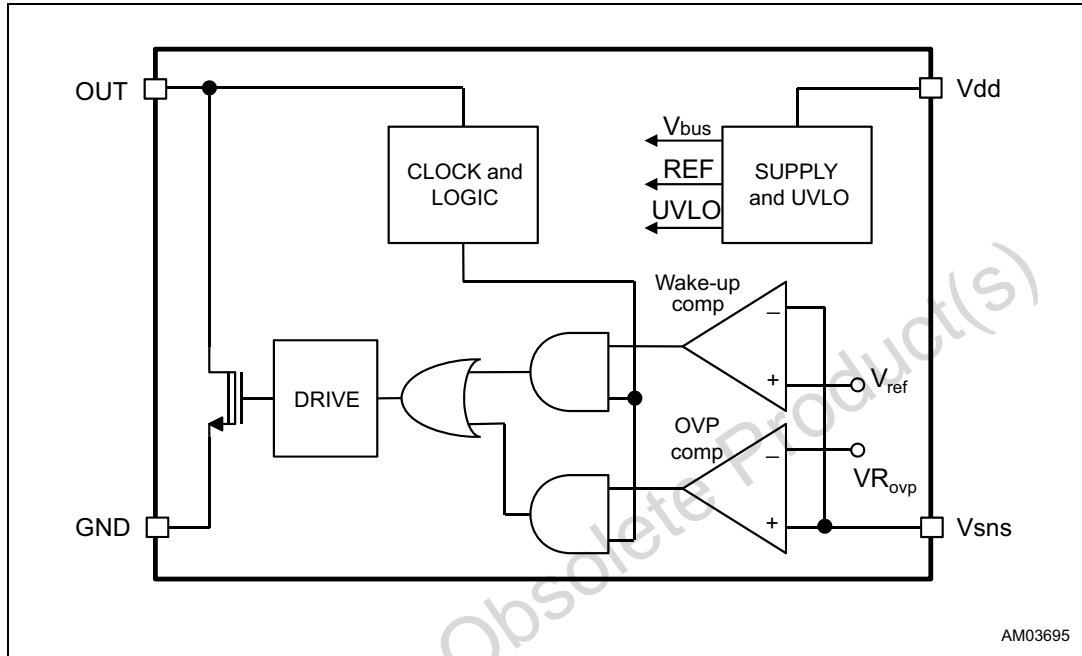 OUT
Vdd
CLOCK and
LOGIC
Vbus
REF
UVLO
SUPPLY
and UVLO
Wake-up
comp
–
+
Vref
DRIVE
OVP
comp
–
+
VRovp
GND
Vsns
Obsolete Product(s)
AM03695